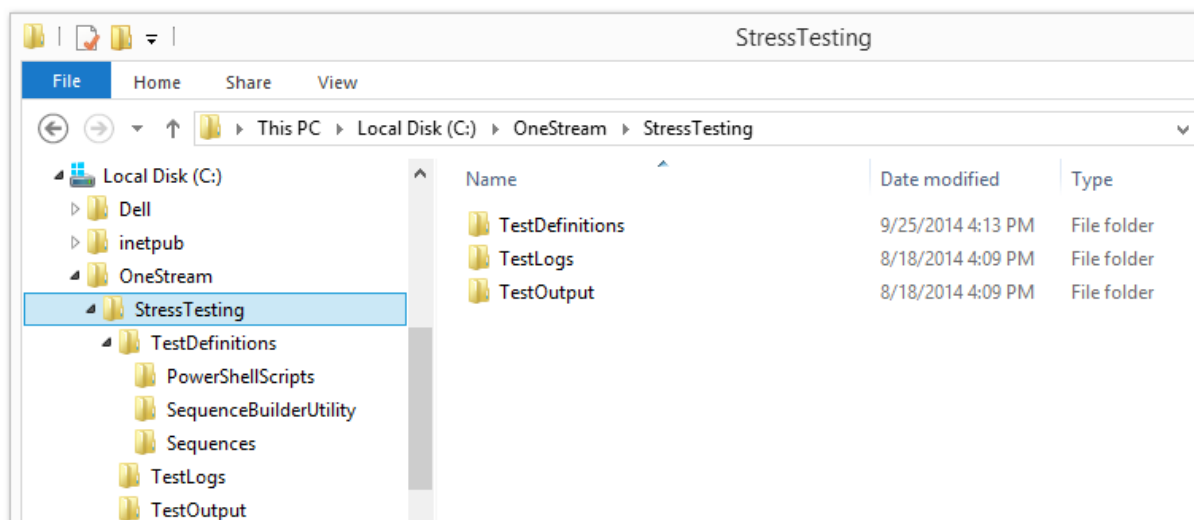 StressTesting
File Home Share View
This PC Local Disk (C:) OneStream StressTesting
Local Disk (C:)
Dell
inetpub
OneStream
StressTesting
TestDefinitions
PowerShellScripts
SequenceBuilderUtility
Sequences
TestLogs
TestOutput
Name Date modified Type
TestDefinitions 9/25/2014 4:13 PM File folder
TestLogs 8/18/2014 4:09 PM File folder
TestOutput 8/18/2014 4:09 PM File folder